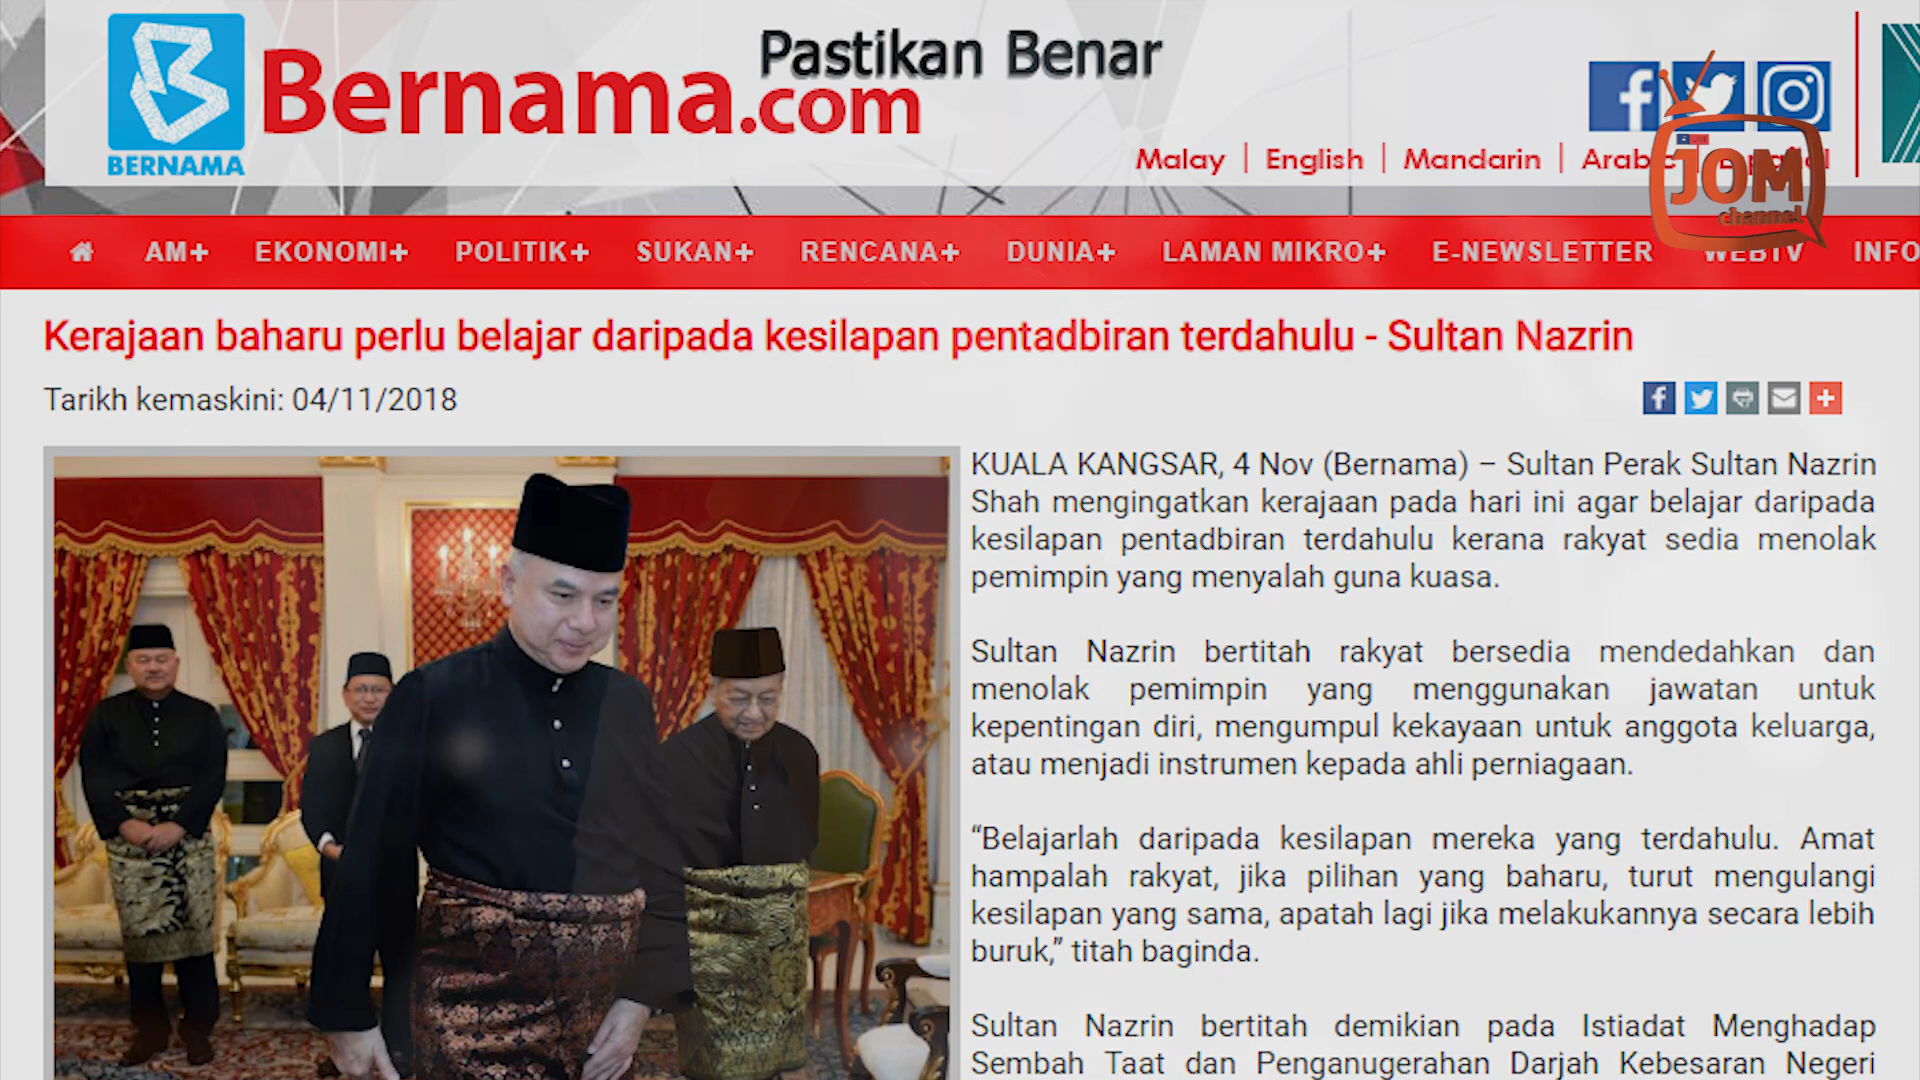 BERNAMA
Bernama.com
Pastikan Benar
Malay | English | Mandarin |
JOM
channel
AM+ EKONOMI+ POLITIK+ SUKAN+ RENCANA+ DUNIA+ LAMAN MIKRO+ E-NEWSLETTER WEBTV INFO
Kerajaan baharu perlu belajar daripada kesilapan pentadbiran terdahulu - Sultan Nazrin
Tarikh kemaskini: 04/11/2018
KUALA KANGSAR, 4 Nov (Bernama) – Sultan Perak Sultan Nazrin
Shah mengingatkan kerajaan pada hari ini agar belajar daripada
kesilapan pentadbiran terdahulu kerana rakyat sedia menolak
pemimpin yang menyalah guna kuasa.
Sultan Nazrin bertitah rakyat bersedia mendedahkan dan
menolak pemimpin yang menggunakan jawatan untuk
kepentingan diri, mengumpul kekayaan untuk anggota keluarga,
atau menjadi instrumen kepada ahli perniagaan.
“Belajarlah daripada kesilapan mereka yang terdahulu. Amat
hampalah rakyat, jika pilihan yang baharu, turut mengulangi
kesilapan yang sama, apatah lagi jika melakukannya secara lebih
buruk,” titah baginda.
Sultan Nazrin bertitah demikian pada Istiadat Menghadap
Sembah Taat dan Penganugerahan Darjah Kebesaran Negeri